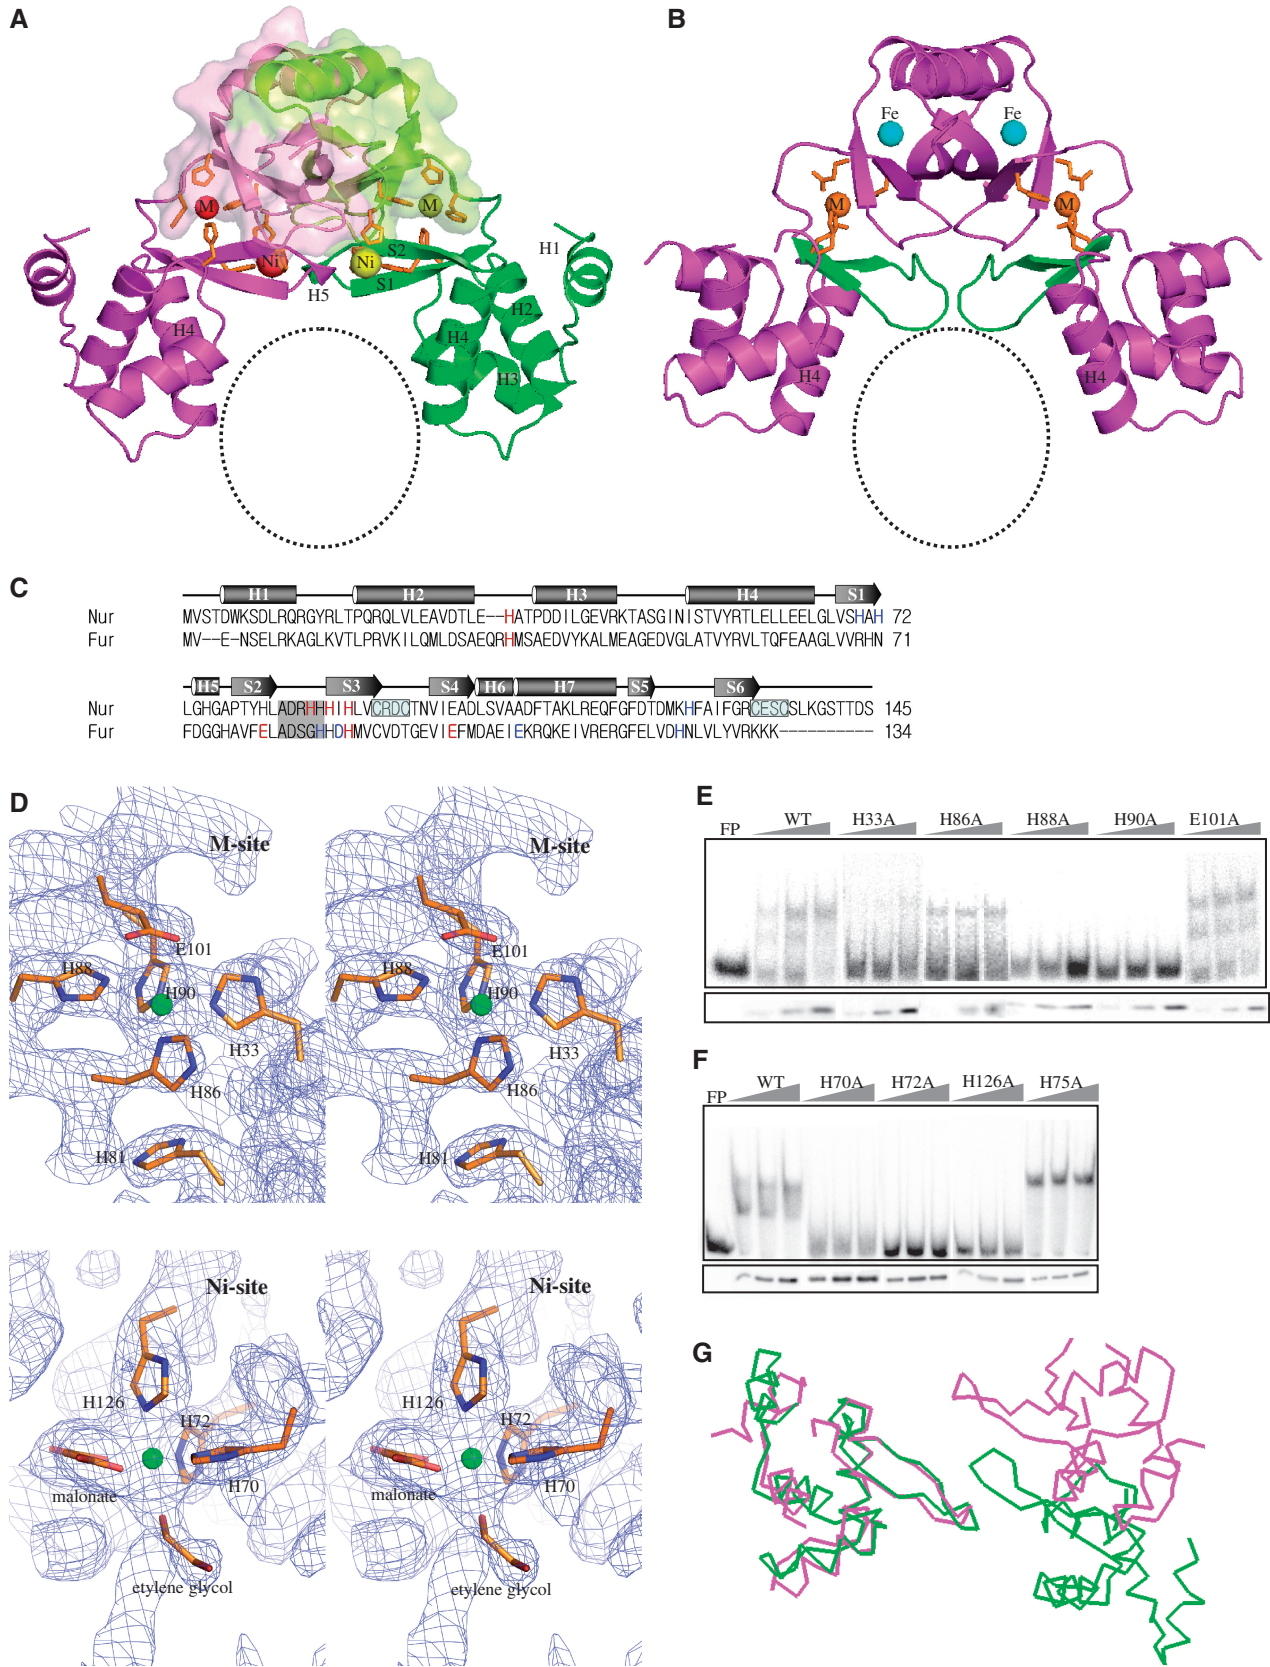 A
B
M
M
Ni
Ni
S2
S1
H5
H1
H2
H4
H4
H3
Fe
Fe
M
M
H4
H4
C
H1 H2 H3 H4 S1
Nur MVSTDWKSDLRQRGYRLTPQRQLVLEAVDTLE--HATPDDILGEVRKTASGINISTVYRTLELLEELGLVSHAH 72
Fur MV--E-NSELRKAGLKVTLPRVKILQMLDSAEQRHMSAEDVYKALMEAGEDVGLATVYRVLTQFEAAGLVVRHN 71
H5 S2 S3 S4 H6 H7 S5 S6
Nur LGHGAPTYHLADRHHHIHLVCRDCTNVIEADLSVAADFTAKLREQFGFDTDMKHFAIFGRCESCSLKGSTTDS 145
Fur FDGGHAVFELADSGHHDHMVCVDTGEVIEFMDAEIEKRQKEIVRERGFELVDHNLVLYVRKKK---------- 134
D
M-site
M-site
E101
E101
H88
H88
H90
H90
H33
H33
H86
H86
H81
H81
Ni-site
Ni-site
H126
H126
H72
H72
H70
H70
malonate
malonate
etylene glycol
etylene glycol
E
FP WT H33A H86A H88A H90A E101A
F
FP WT H70A H72A H126A H75A
G